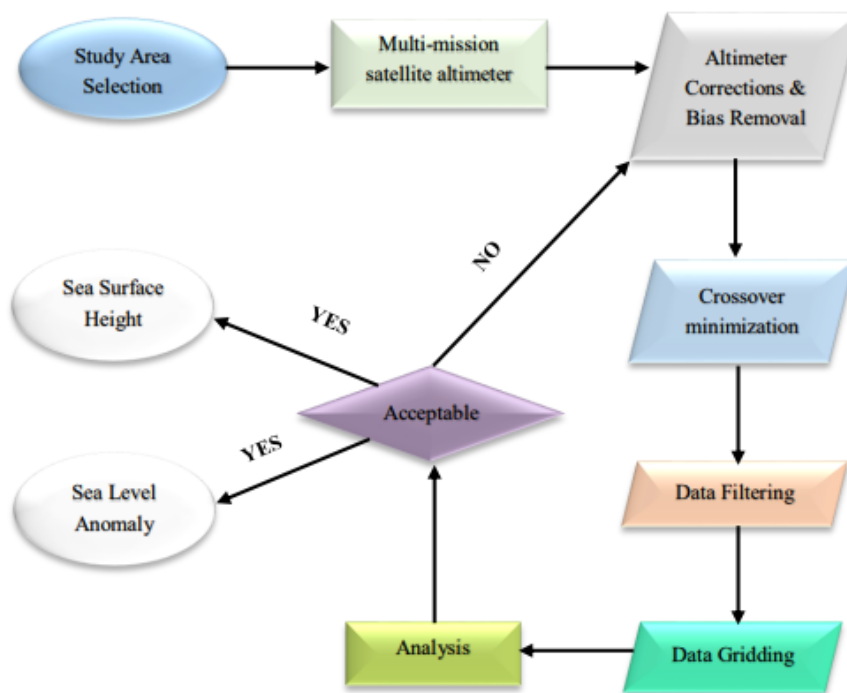 Study Area
Selection
Multi-mission
satellite altimeter
Altimeter
Corrections &
Bias Removal
NO
Sea Surface
Height
YES
Crossover
minimization
Acceptable
YES
Sea Level
Anomaly
Data Filtering
Analysis
Data Gridding